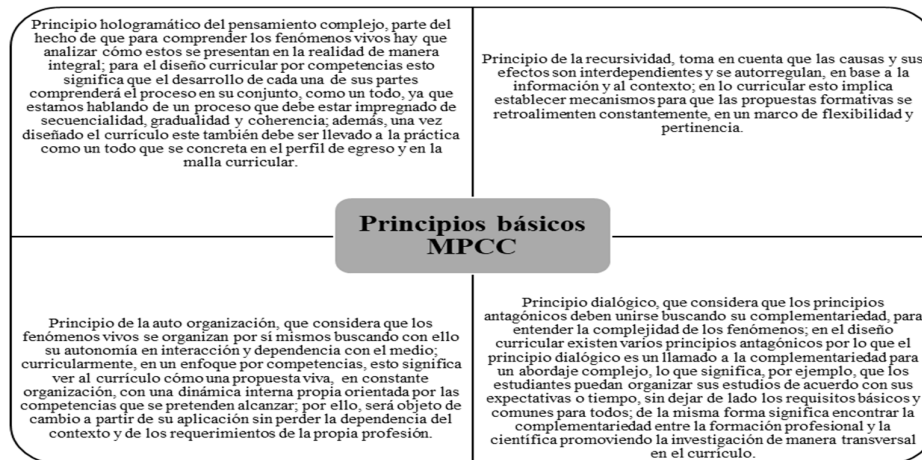 Principio hologramático del pensamiento complejo, parte del
hecho de que para comprender los fenómenos vivos hay que
analizar cómo estos se presentan en la realidad de manera
integral; para el diseño curricular por competencias esto
significa que el desarrollo de cada una de sus partes
comprenderá el proceso en su conjunto, como un todo, ya que
estamos hablando de un proceso que debe estar impregnado de
secuencialidad, gradualidad y coherencia; además, una vez
diseñado el currículo este también debe ser llevado a la práctica
como un todo que se concreta en el perfil de egreso y en la
malla curricular.
Principio de la recursividad, toma en cuenta que las causas y sus
efectos son interdependientes y se autorregulan, en base a la
información y al contexto; en lo curricular esto implica
establecer mecanismos para que las propuestas formativas se
retroalimenten constantemente, en un marco de flexibilidad y
pertinencia.
Principios básicos
MPCC
Principio de la auto organización, que considera que los
fenómenos vivos se organizan por sí mismos buscando con ello
su autonomía en interacción y dependencia con el medio;
curricularmente, en un enfoque por competencias, esto significa
ver al currículo cómo una propuesta viva, en constante
organización, con una dinámica interna propia orientada por las
competencias que se pretenden alcanzar; por ello, será objeto de
cambio a partir de su aplicación sin perder la dependencia del
contexto y de los requerimientos de la propia profesión.
Principio dialógico, que considera que los principios
antagónicos deben unirse buscando su complementariedad, para
entender la complejidad de los fenómenos; en el diseño
curricular existen varios principios antagónicos por lo que el
principio dialógico es un llamado a la complementariedad para
un abordaje complejo, lo que significa, por ejemplo, que los
estudiantes puedan organizar sus estudios de acuerdo con sus
expectativas o tiempo, sin dejar de lado los requisitos básicos y
comunes para todos; de la misma forma significa encontrar la
complementariedad entre la formación profesional y la
científica promoviendo la investigación de manera transversal
en el currículo.